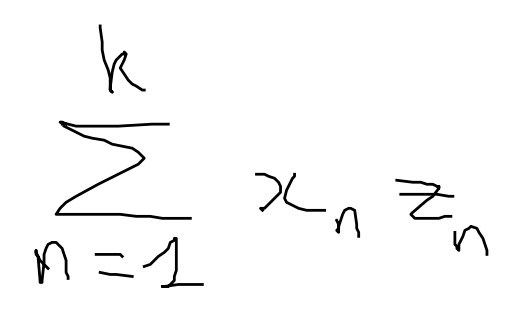 k
∑ xₙ zₙ
n=1